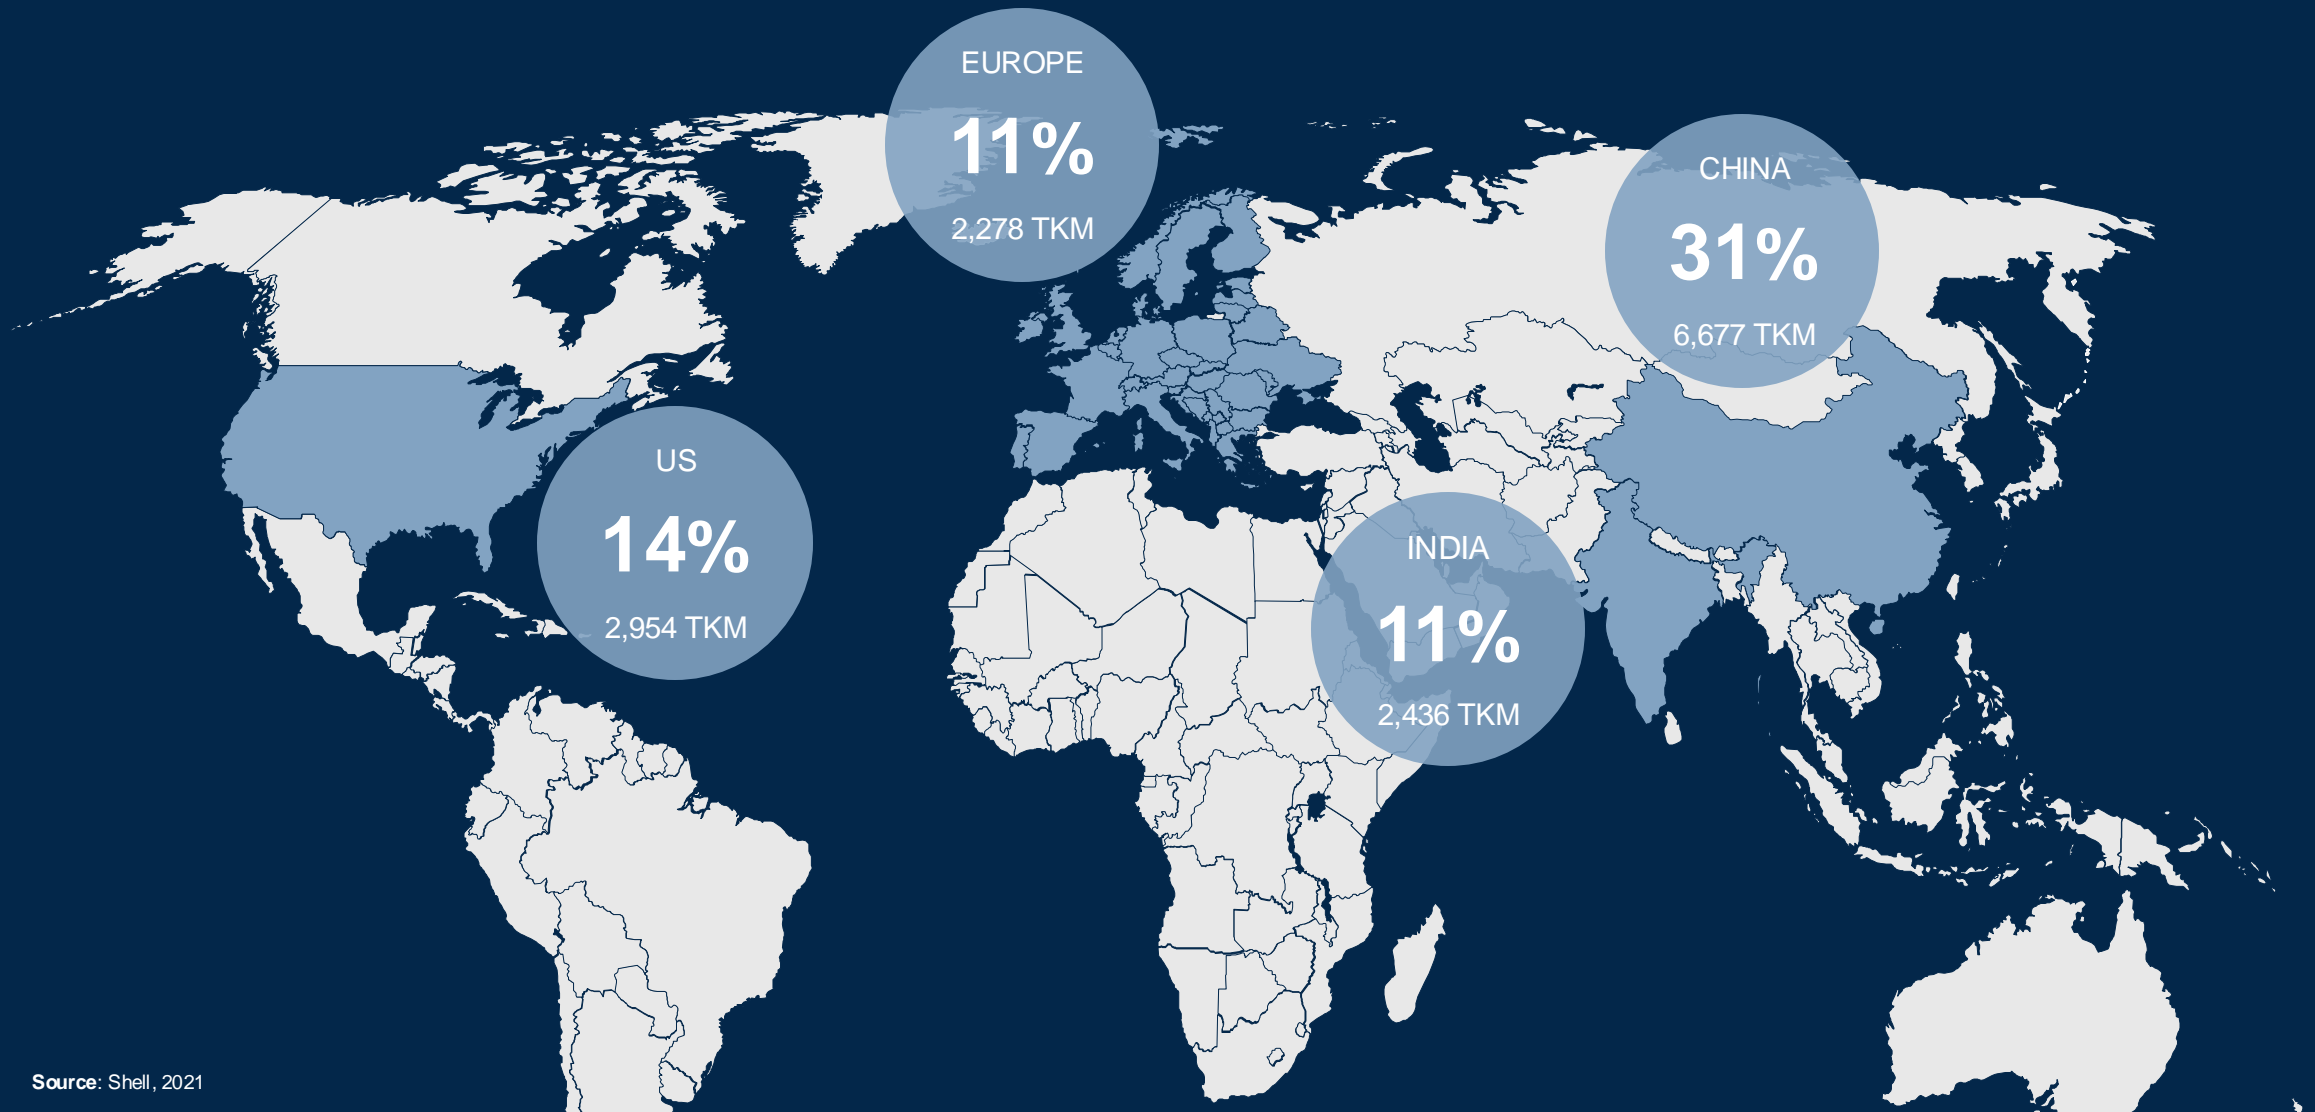 EUROPE
11%
2,278 TKM
CHINA
31%
6,677 TKM
US
14%
2,954 TKM
INDIA
11%
2,436 TKM
Source: Shell, 2021